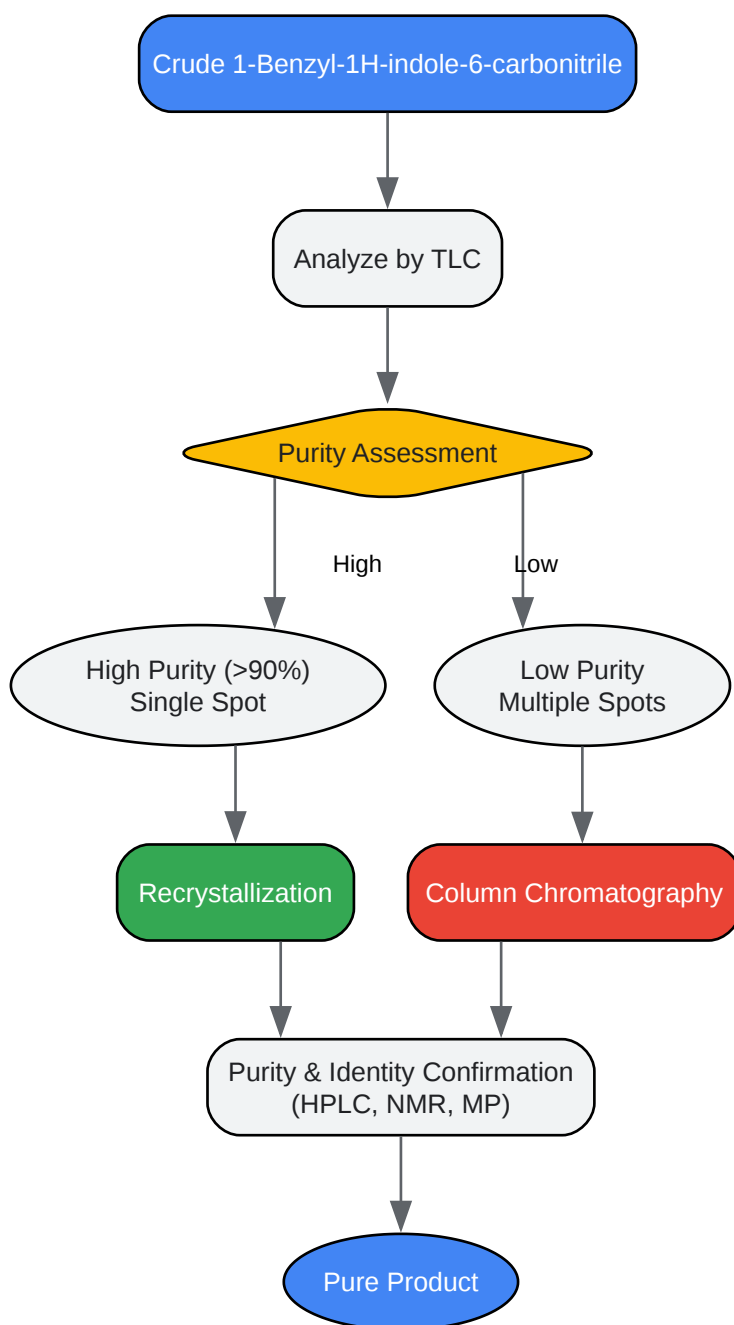 Crude 1-Benzyl-1H-indole-6-carbonitrile
Analyze by TLC
Purity Assessment
High
Low
High Purity (>90%)
Single Spot
Low Purity
Multiple Spots
Recrystallization
Column Chromatography
Purity & Identity Confirmation
(HPLC, NMR, MP)
Pure Product